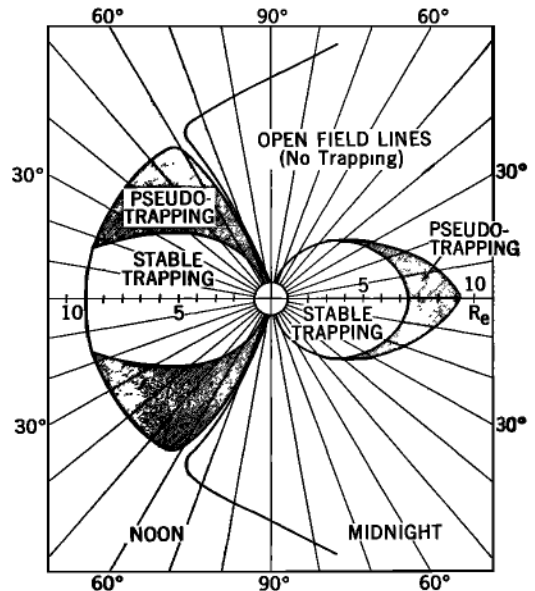 60° 90° 60°
OPEN FIELD LINES
(No Trapping)
30° 30°
PSEUDO-
TRAPPING
PSEUDO-
TRAPPING
STABLE
TRAPPING
5 10
10 5
STABLE
TRAPPING
Re
30° 30°
NOON MIDNIGHT
60° 90° 60°